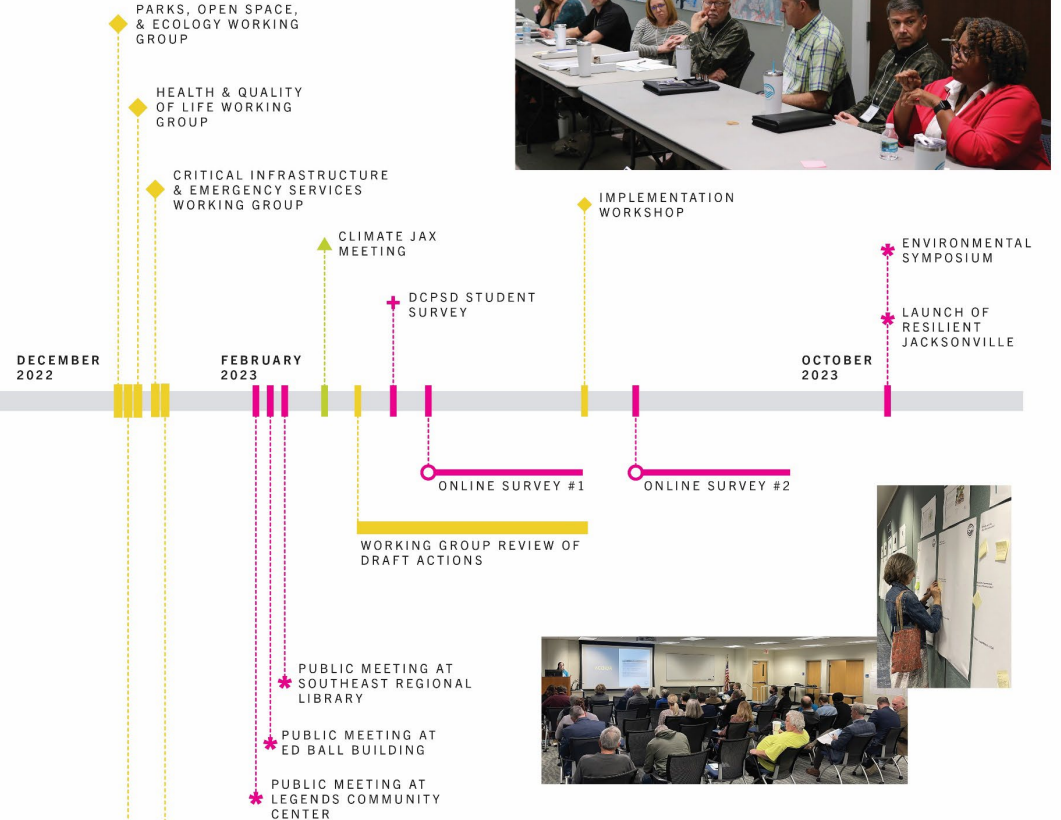 PARKS, OPEN SPACE,
& ECOLOGY WORKING
GROUP
HEALTH & QUALITY
OF LIFE WORKING
GROUP
CRITICAL INFRASTRUCTURE
& EMERGENCY SERVICES
WORKING GROUP
IMPLEMENTATION
WORKSHOP
CLIMATE JAX
MEETING
ENVIRONMENTAL
SYMPOSIUM
DCPSD STUDENT
SURVEY
LAUNCH OF
RESILIENT
JACKSONVILLE
DECEMBER
2022
FEBRUARY
2023
OCTOBER
2023
ONLINE SURVEY #1
ONLINE SURVEY #2
WORKING GROUP REVIEW OF
DRAFT ACTIONS
PUBLIC MEETING AT
SOUTHEAST REGIONAL
LIBRARY
PUBLIC MEETING AT
ED BALL BUILDING
PUBLIC MEETING AT
LEGENDS COMMUNITY
CENTER